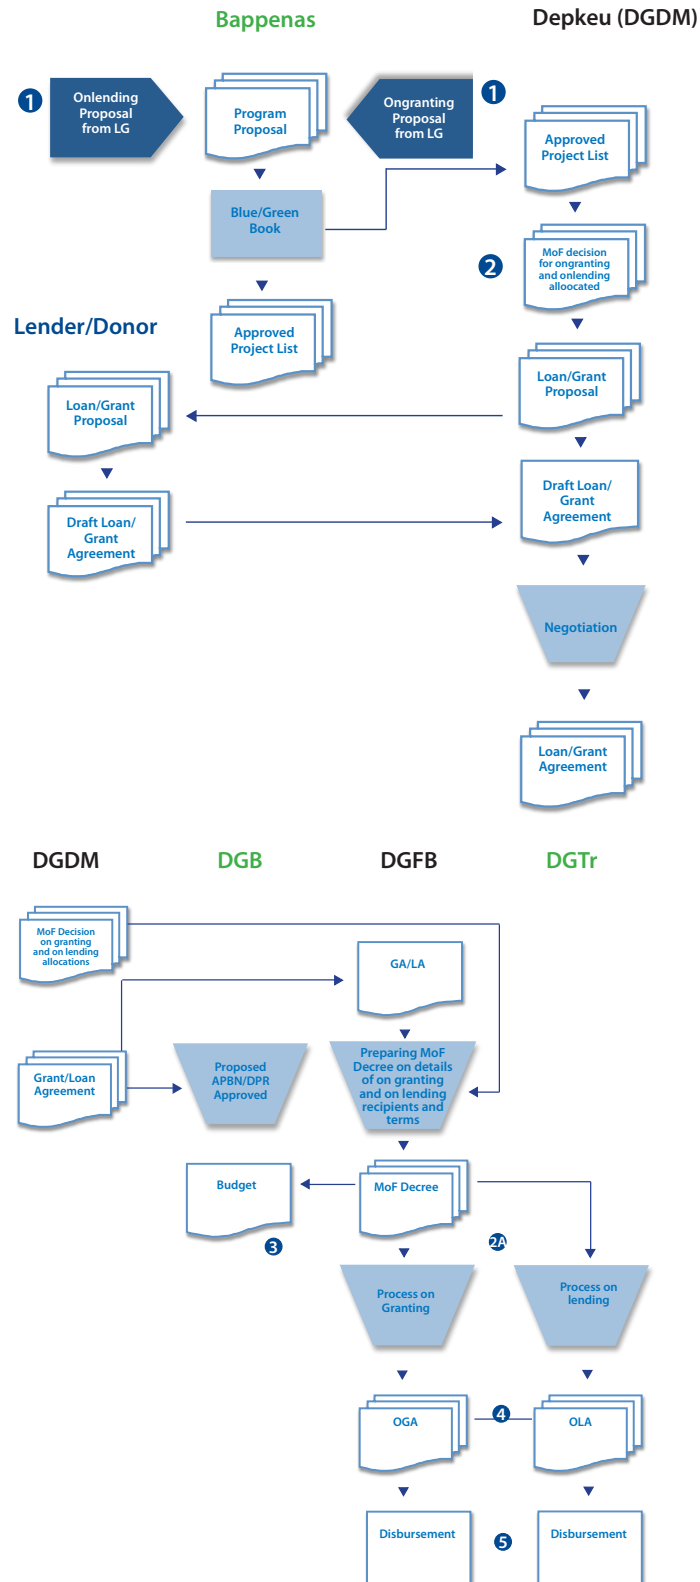 Bappenas
Depkeu (DGDM)
1
Onlending
Proposal
from LG
Program
Proposal
Ongranting
Proposal
from LG
1
Approved
Project List
Blue/Green
Book
2
MoF decision
for ongranting
and onlending
alloocated
Lender/Donor
Approved
Project List
Loan/Grant
Proposal
Loan/Grant
Proposal
Draft Loan/
Grant
Agreement
Draft Loan/
Grant
Agreement
Negotiation
Loan/Grant
Agreement
DGDM
DGB
DGFB
DGTr
MoF Decision
on granting
and on lending
allocations
GA/LA
Grant/Loan
Agreement
Proposed
APBN/DPR
Approved
Preparing MoF
Decree on details
of on granting
and on lending
recipients and
terms
Budget
MoF Decree
3
2A
Process on
Granting
Process on
lending
OGA
4
OLA
Disbursement
5
Disbursement